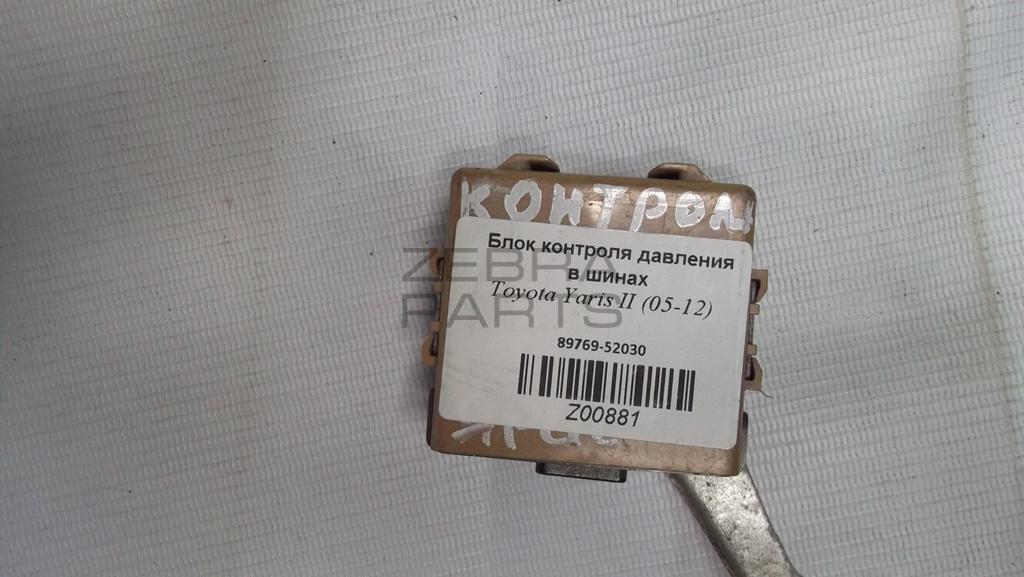 КОНТРОЛЬ
Блок контроля давления
в шинах
Toyota Yaris II (05-12)
ZEBRA
PARTS
89769-52030
Z00881